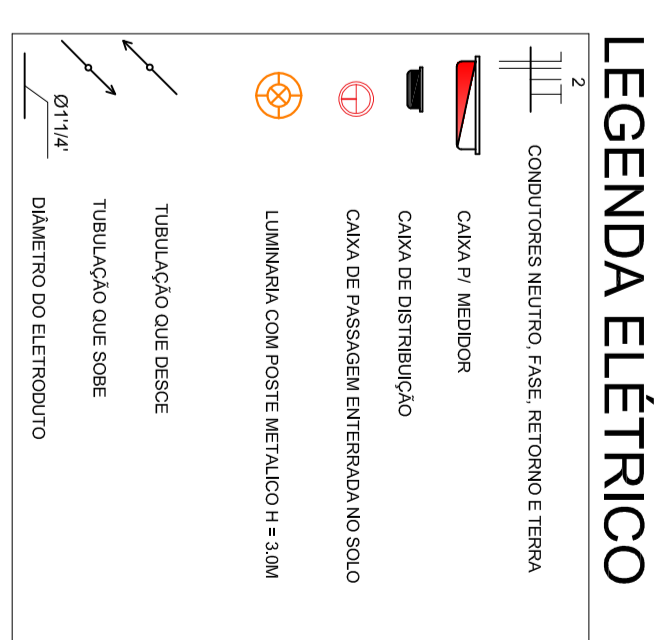 LEGENDA ELÉTRICO
2
CONDUTORES NEUTRO, FASE, RETORNO E TERRA
CAIXA P/ MEDIDOR
CAIXA DE DISTRIBUIÇÃO
CAIXA DE PASSAGEM ENTERRADA NO SOLO
LUMINARIA COM POSTE METALICO H = 3.0M
TUBULAÇÃO QUE DESCE
TUBULAÇÃO QUE SOBE
Ø1'1/4'
DIÂMETRO DO ELETRODUTO